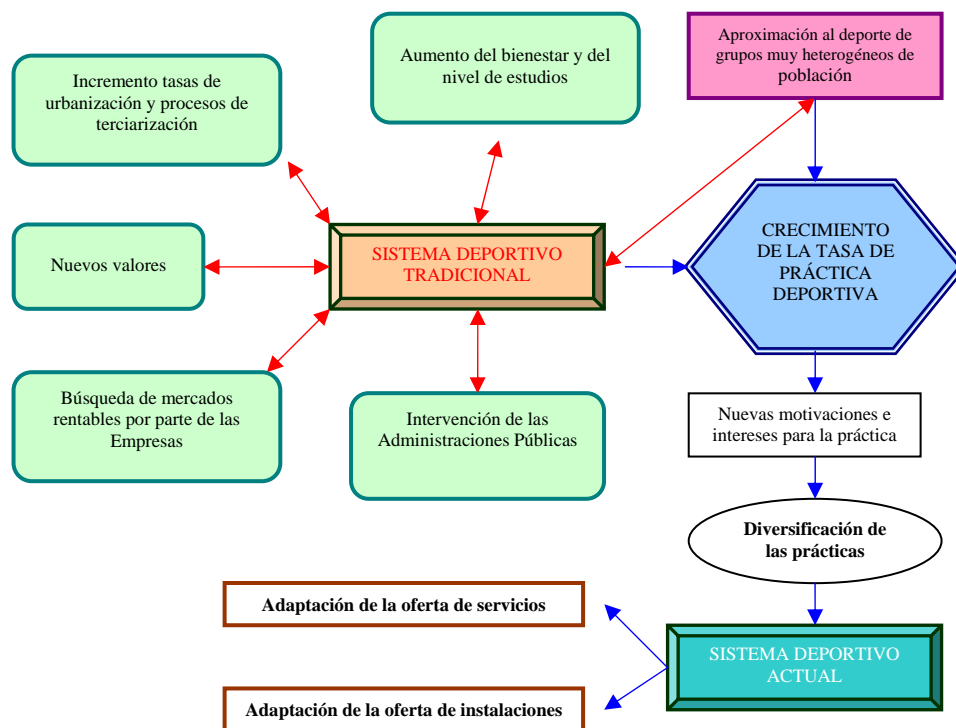 Incremento tasas de
urbanización y procesos de
terciarización
Aumento del bienestar y del
nivel de estudios
Aproximación al deporte de
grupos muy heterogéneos de
población
Nuevos valores
SISTEMA DEPORTIVO
TRADICIONAL
CRECIMIENTO
DE LA TASA DE
PRÁCTICA
DEPORTIVA
Búsqueda de mercados
rentables por parte de las
Empresas
Intervención de las
Administraciones Públicas
Nuevas motivaciones e
intereses para la práctica
Diversificación de
las prácticas
Adaptación de la oferta de servicios
SISTEMA DEPORTIVO
ACTUAL
Adaptación de la oferta de instalaciones